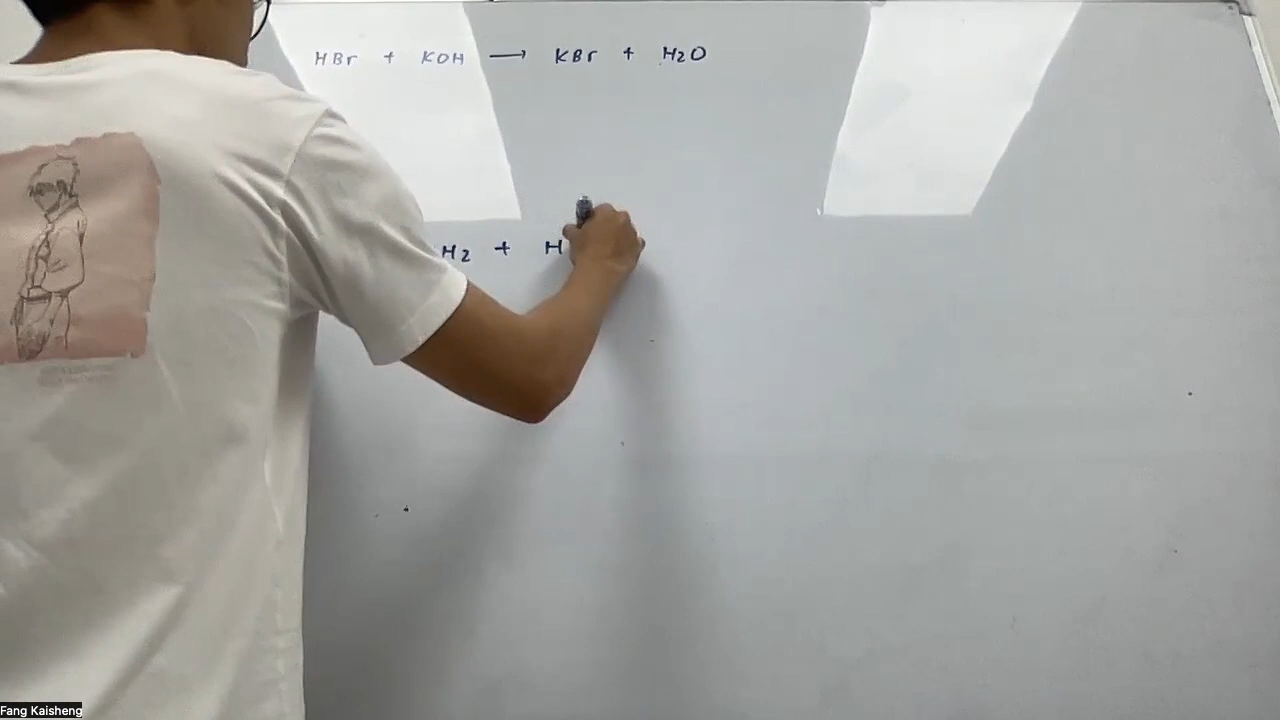 HBr + KOH → KBr + H2O
H2 + H
Fang Kaisheng